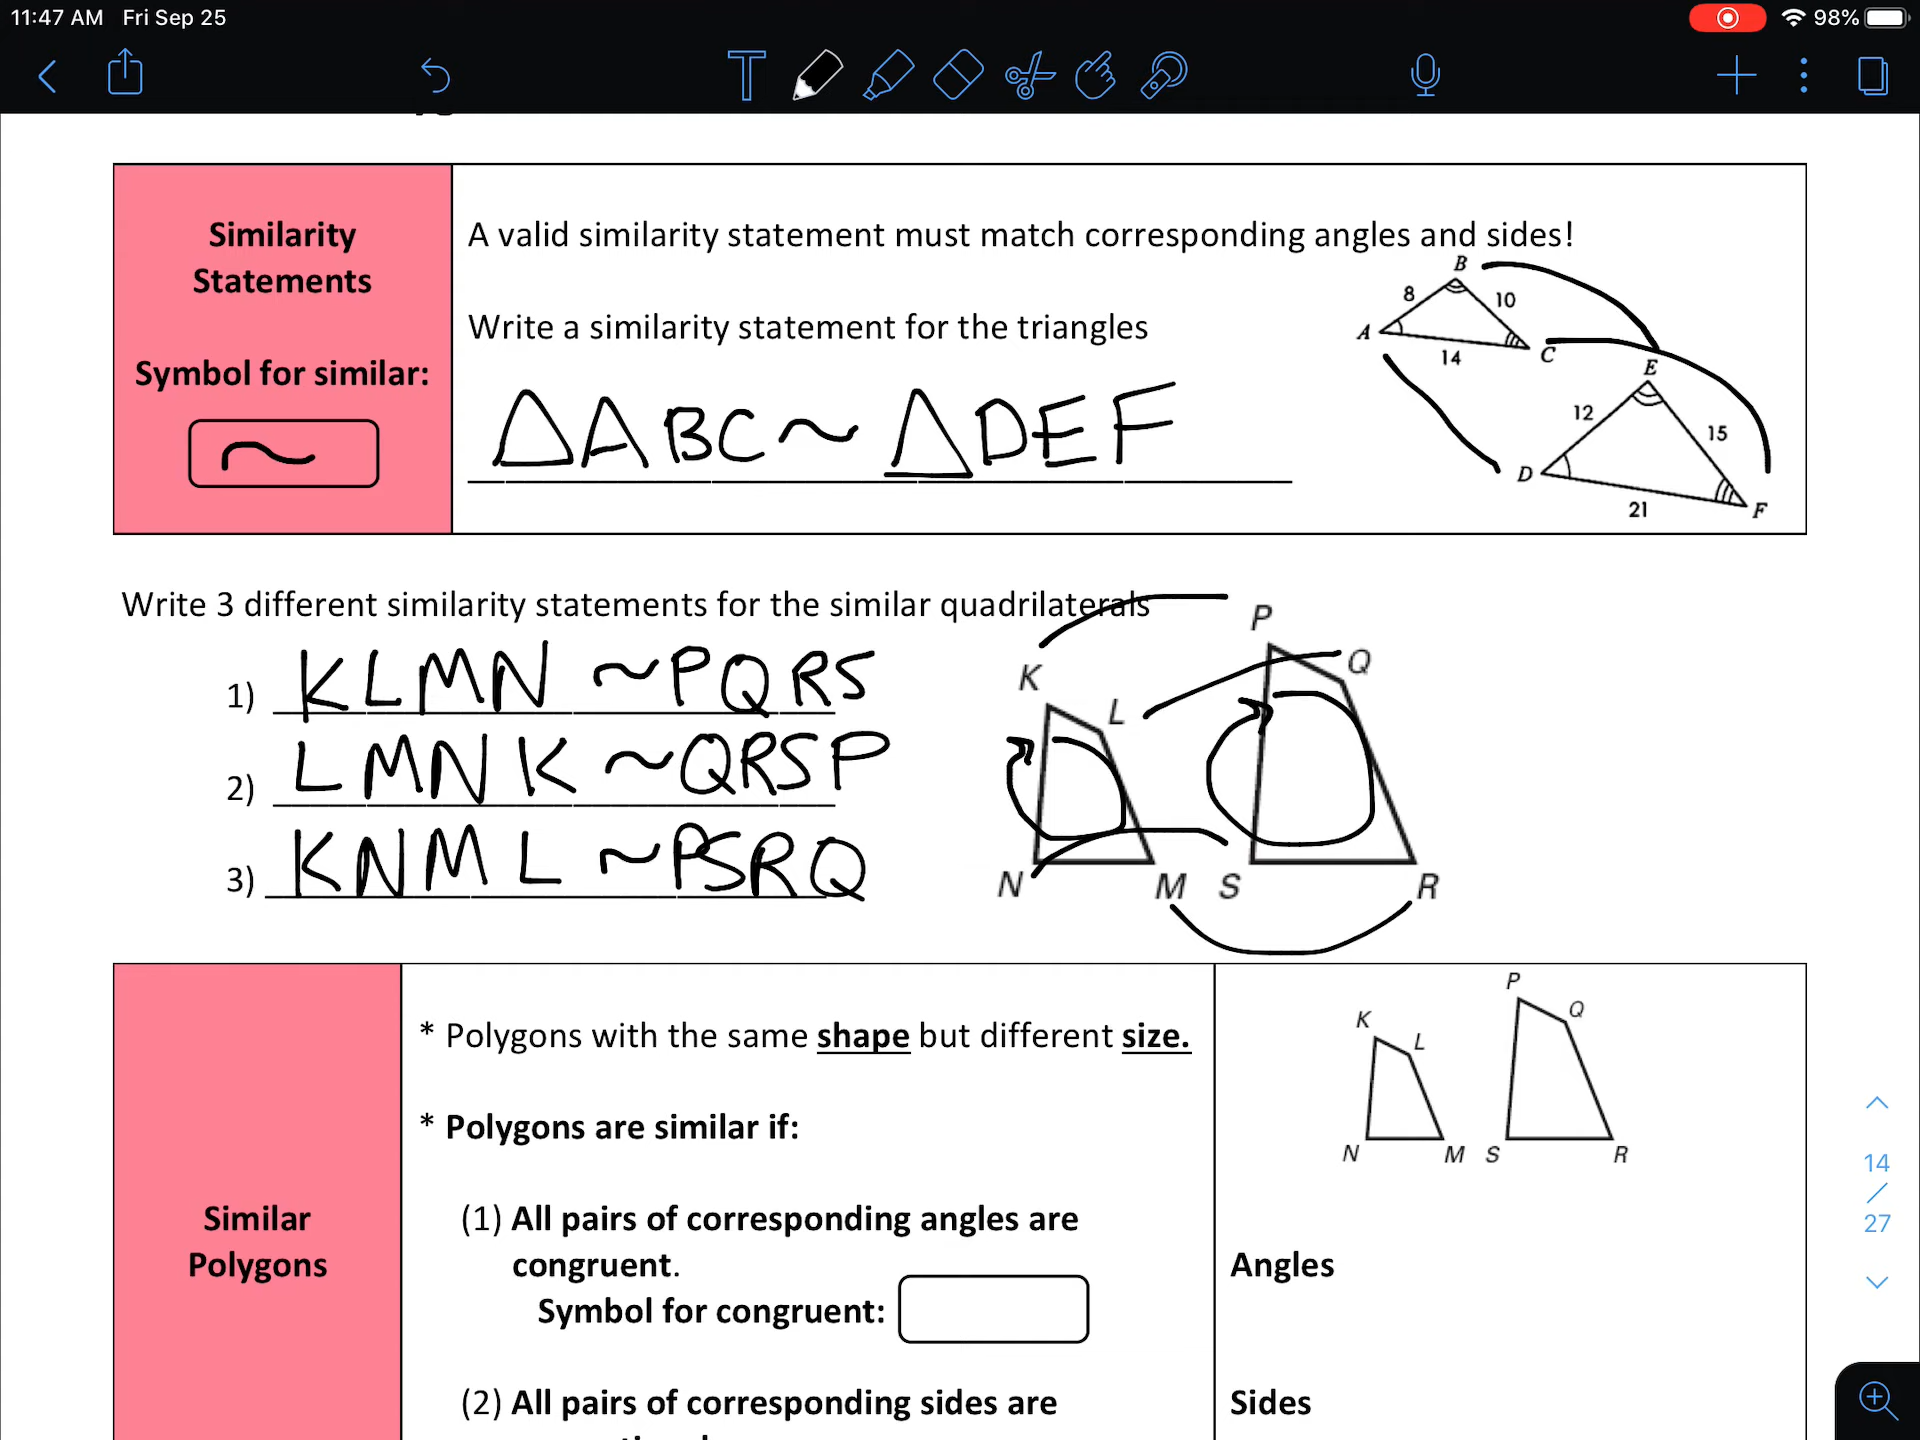 11:47 AM Fri Sep 25 98%
Similarity
Statements
Symbol for similar:
~
A valid similarity statement must match corresponding angles and sides!
Write a similarity statement for the triangles
△ABC ~ △DEF
B
8 10
A
14 C
E
12
15
D
21 F
Write 3 different similarity statements for the similar quadrilaterals
1) KLMN ~ PQRS
2) LMNK ~ QRSP
3) KNML ~ PSRQ
P
K Q
L
N M S R
Similar
Polygons
* Polygons with the same shape but different size.
* Polygons are similar if:
(1) All pairs of corresponding angles are
congruent.
Symbol for congruent:
(2) All pairs of corresponding sides are
P
K Q
L
N M S R
Angles
Sides
14
/
27